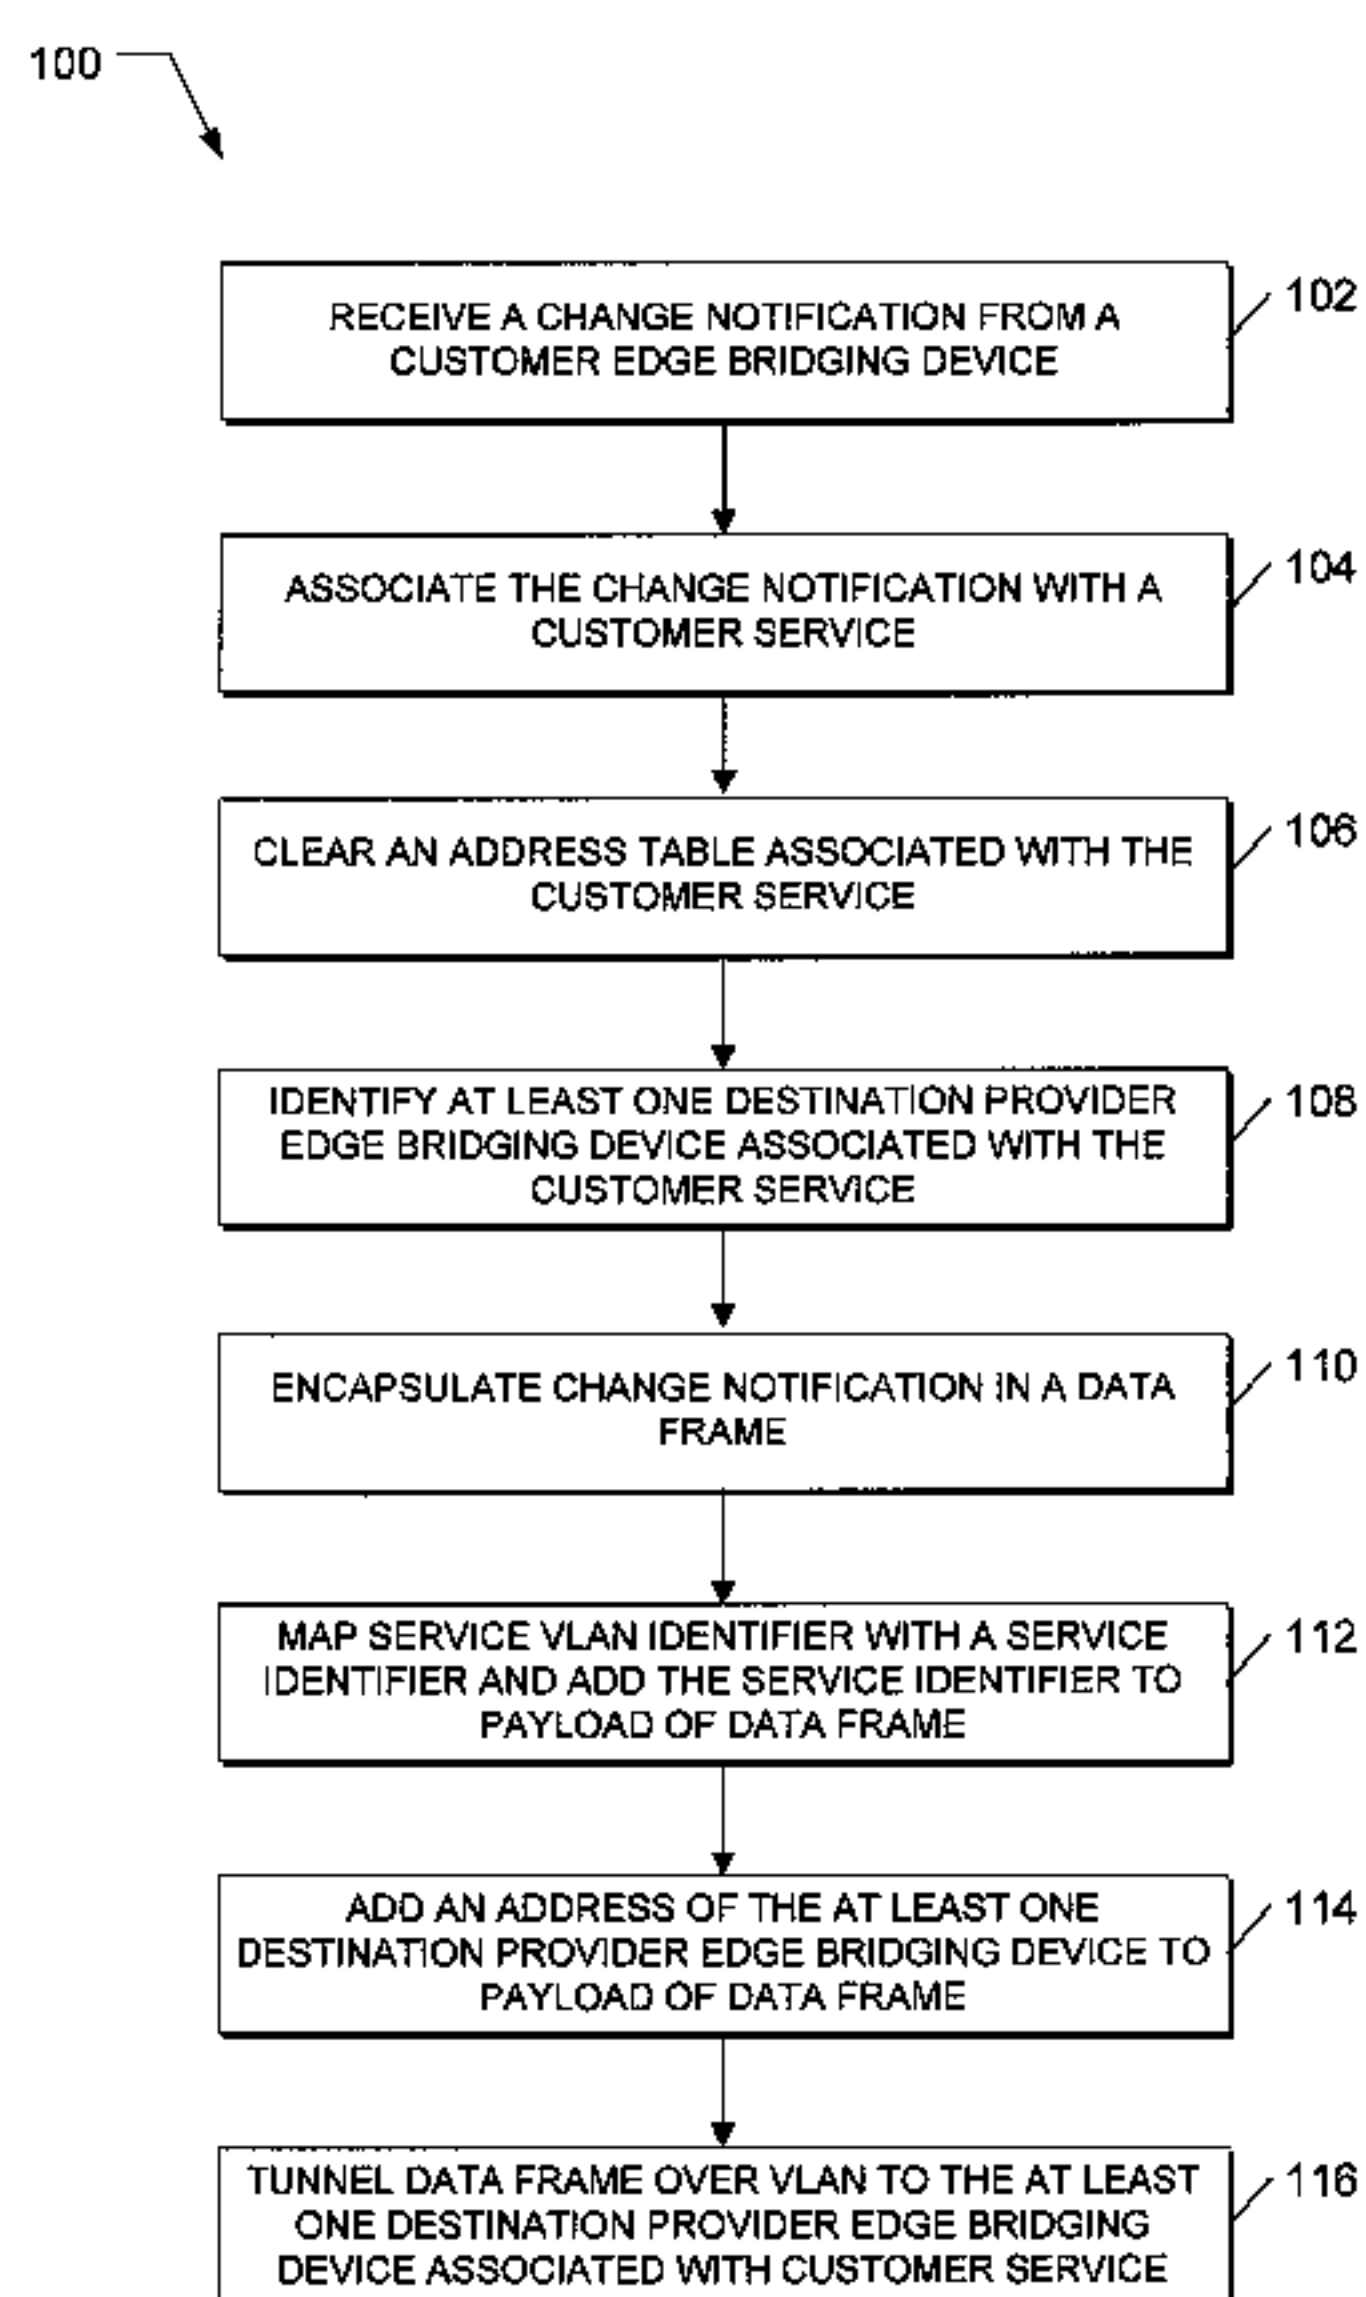 100
RECEIVE A CHANGE NOTIFICATION FROM A
CUSTOMER EDGE BRIDGING DEVICE
102
ASSOCIATE THE CHANGE NOTIFICATION WITH A
CUSTOMER SERVICE
104
CLEAR AN ADDRESS TABLE ASSOCIATED WITH THE
CUSTOMER SERVICE
106
IDENTIFY AT LEAST ONE DESTINATION PROVIDER
EDGE BRIDGING DEVICE ASSOCIATED WITH THE
CUSTOMER SERVICE
108
ENCAPSULATE CHANGE NOTIFICATION IN A DATA
FRAME
110
MAP SERVICE VLAN IDENTIFIER WITH A SERVICE
IDENTIFIER AND ADD THE SERVICE IDENTIFIER TO
PAYLOAD OF DATA FRAME
112
ADD AN ADDRESS OF THE AT LEAST ONE
DESTINATION PROVIDER EDGE BRIDGING DEVICE TO
PAYLOAD OF DATA FRAME
114
TUNNEL DATA FRAME OVER VLAN TO THE AT LEAST
ONE DESTINATION PROVIDER EDGE BRIDGING
DEVICE ASSOCIATED WITH CUSTOMER SERVICE
116